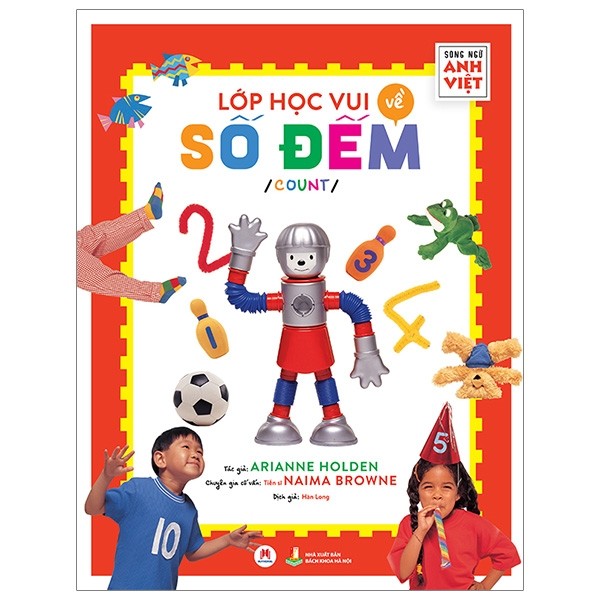 SONG NGỮ
ANH
VIỆT
LỚP HỌC VUI về
SỐ ĐẾM
/COUNT/
2
3
1
4
5
10
Tác giả: ARIANNE HOLDEN
Chuyên gia cố vấn: Tiến sĩ NAIMA BROWNE
Dịch giả: Hàn Long
NHÀ XUẤT BẢN
BÁCH KHOA HÀ NỘI